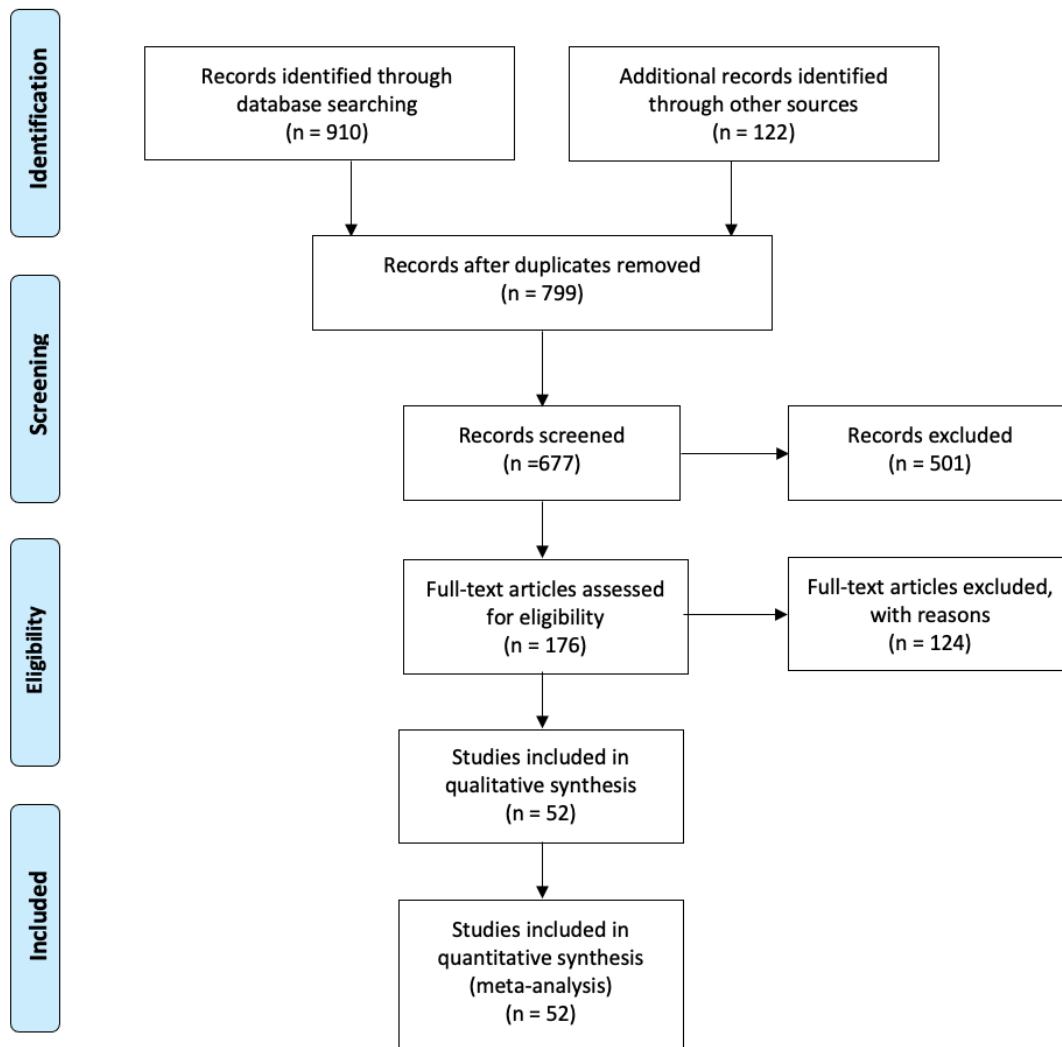 Identification
Records identified through
database searching
(n = 910)
Additional records identified
through other sources
(n = 122)
Records after duplicates removed
(n = 799)
Screening
Records screened
(n =677)
Records excluded
(n = 501)
Eligibility
Full-text articles assessed
for eligibility
(n = 176)
Full-text articles excluded,
with reasons
(n = 124)
Studies included in
qualitative synthesis
(n = 52)
Included
Studies included in
quantitative synthesis
(meta-analysis)
(n = 52)